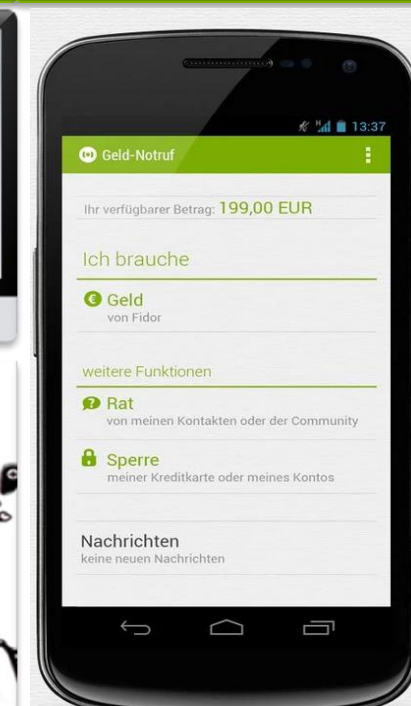 13:37
Geld-Notruf
Ihr verfügbarer Betrag: 199,00 EUR
Ich brauche
Geld
von Fidor
weitere Funktionen
Rat
von meinen Kontakten oder der Community
Sperre
meiner Kreditkarte oder meines Kontos
Nachrichten
keine neuen Nachrichten